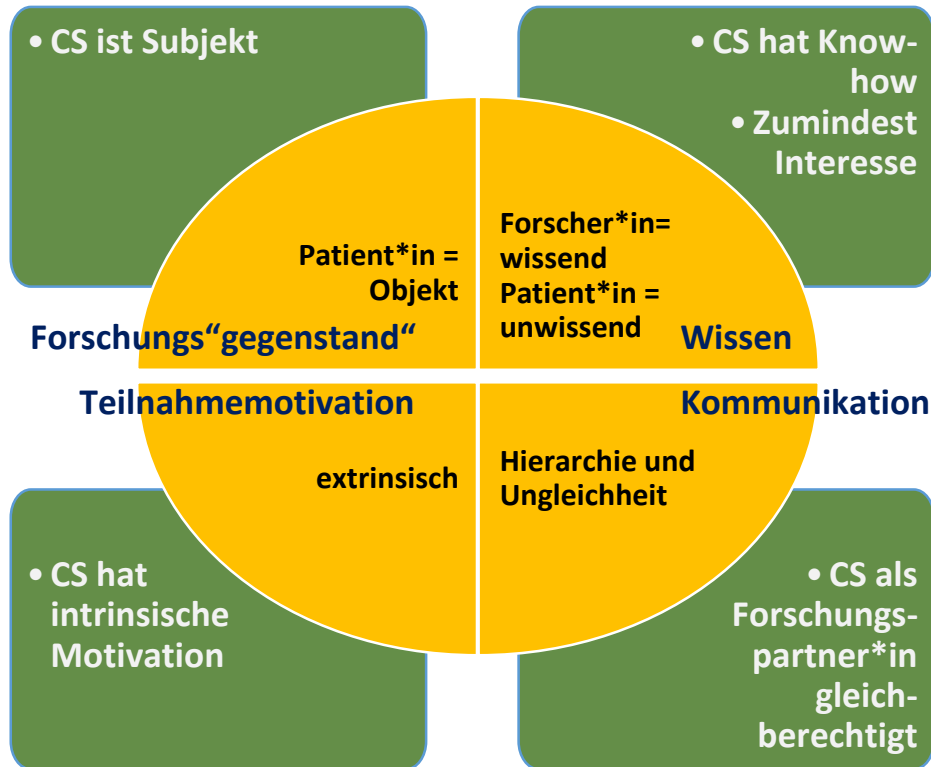 • CS ist Subjekt
• CS hat Know-
how
• Zumindest
Interesse
Patient*in =
Objekt
Forscher*in=
wissend
Patient*in =
unwissend
Forschungs“gegenstand“
Wissen
Teilnahmemotivation
Kommunikation
extrinsisch
Hierarchie und
Ungleichheit
• CS hat
intrinsische
Motivation
• CS als
Forschungs-
partner*in
gleich-
berechtigt